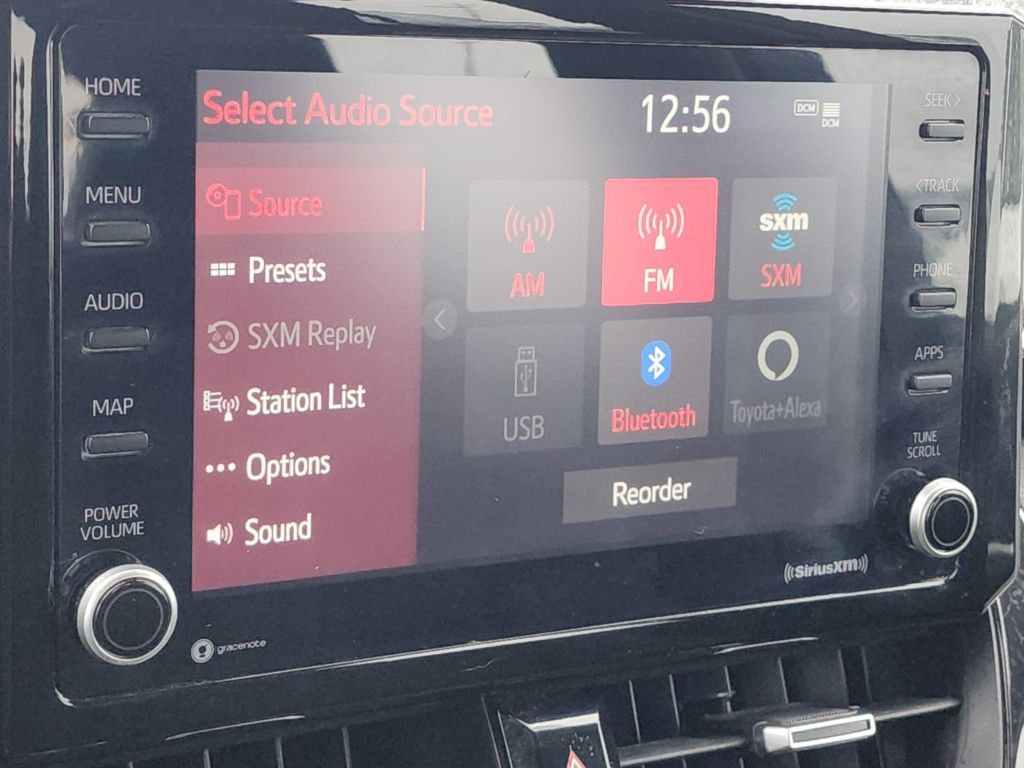 HOME
MENU
AUDIO
MAP
POWER
VOLUME
Select Audio Source
12:56
DCM
DCM
Source
Presets
SXM Replay
Station List
Options
Sound
AM
FM
sxm
SXM
USB
Bluetooth
Toyota+Alexa
Reorder
gracenote
SiriusXM
SEEK >
< TRACK
PHONE
APPS
TUNE
SCROLL